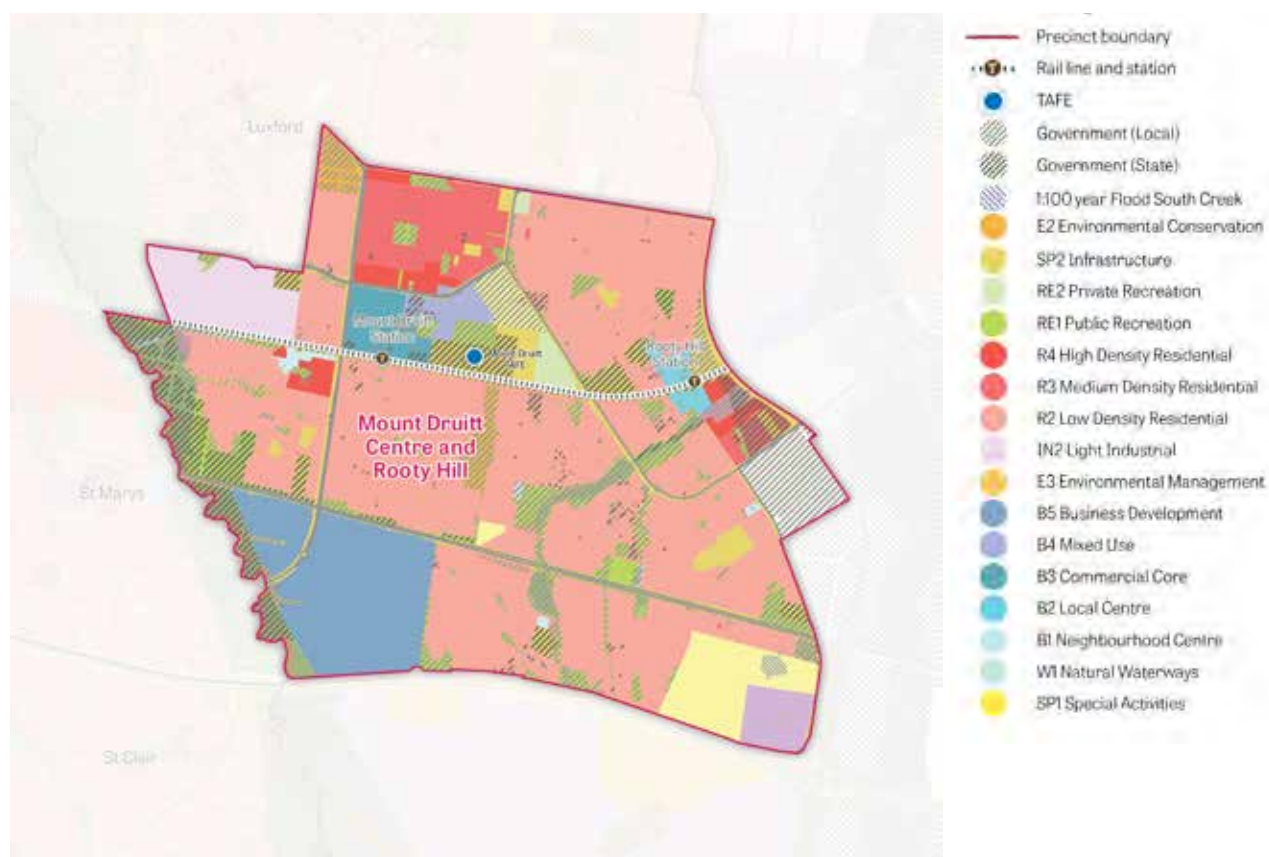 Luxford
Mount Druitt
Station
Mount Druitt
TAFE
Rooty Hill
Station
Mount Druitt
Centre and
Rooty Hill
St Marys
St Clair
Precinct boundary
T
Rail line and station
TAFE
Government (Local)
Government (State)
1:100 year Flood South Creek
E2 Environmental Conservation
SP2 Infrastructure
RE2 Private Recreation
RE1 Public Recreation
R4 High Density Residential
R3 Medium Density Residential
R2 Low Density Residential
IN2 Light Industrial
E3 Environmental Management
B5 Business Development
B4 Mixed Use
B3 Commercial Core
B2 Local Centre
B1 Neighbourhood Centre
W1 Natural Waterways
SP1 Special Activities